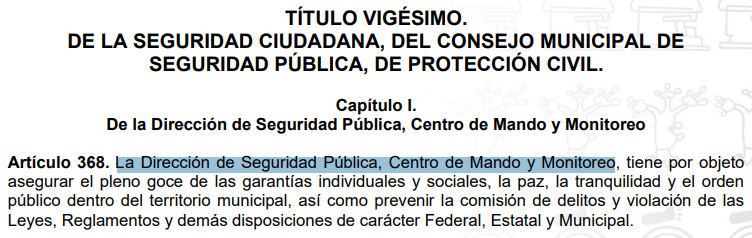 TÍTULO VIGÉSIMO.
DE LA SEGURIDAD CIUDADANA, DEL CONSEJO MUNICIPAL DE
SEGURIDAD PÚBLICA, DE PROTECCIÓN CIVIL.
Capítulo I.
De la Dirección de Seguridad Pública, Centro de Mando y Monitoreo
Artículo 368. La Dirección de Seguridad Pública, Centro de Mando y Monitoreo, tiene por objeto
asegurar el pleno goce de las garantías individuales y sociales, la paz, la tranquilidad y el orden
público dentro del territorio municipal, así como prevenir la comisión de delitos y violación de las
Leyes, Reglamentos y demás disposiciones de carácter Federal, Estatal y Municipal.